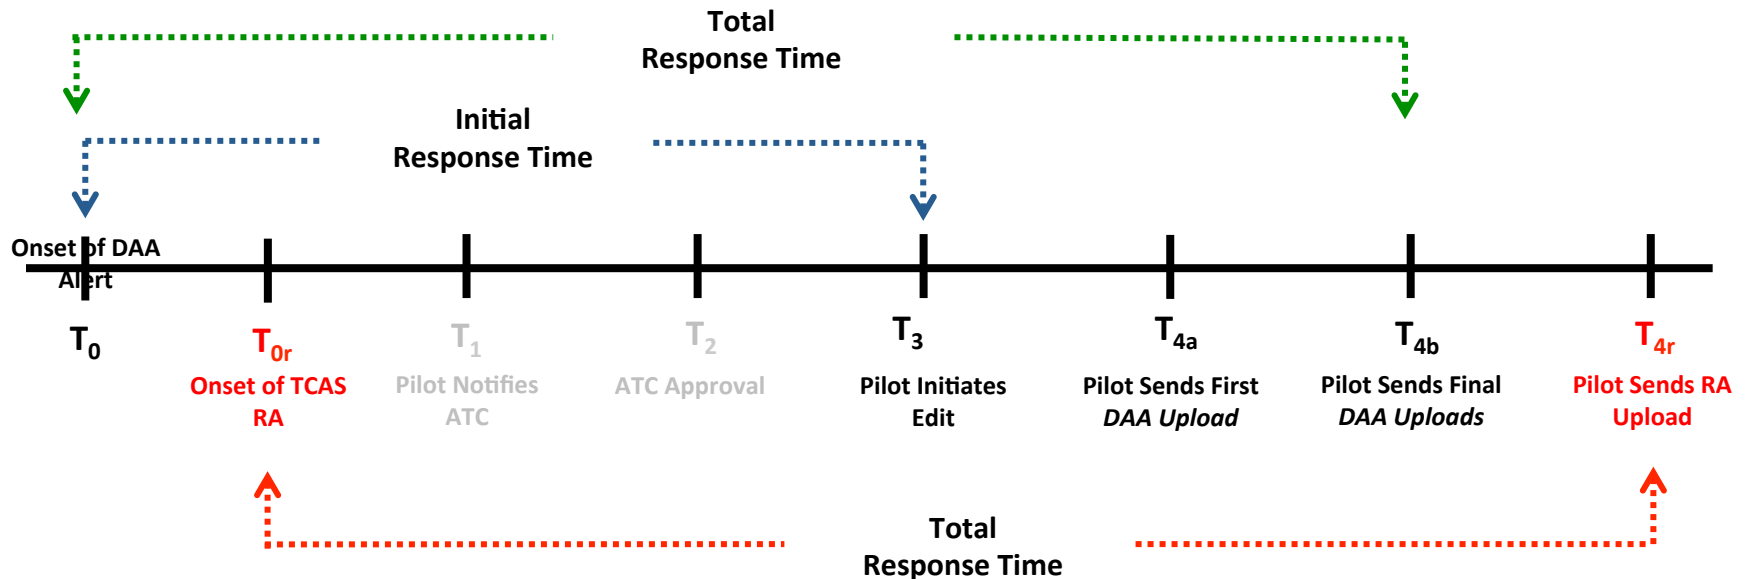 Total
Response Time
Initial
Response Time
Onset of DAA
Alert
T0
T0r
Onset of TCAS
RA
T1
Pilot Notifies
ATC
T2
ATC Approval
T3
Pilot Initiates
Edit
T4a
Pilot Sends First
DAA Upload
T4b
Pilot Sends Final
DAA Uploads
T4r
Pilot Sends RA
Upload
Total
Response Time